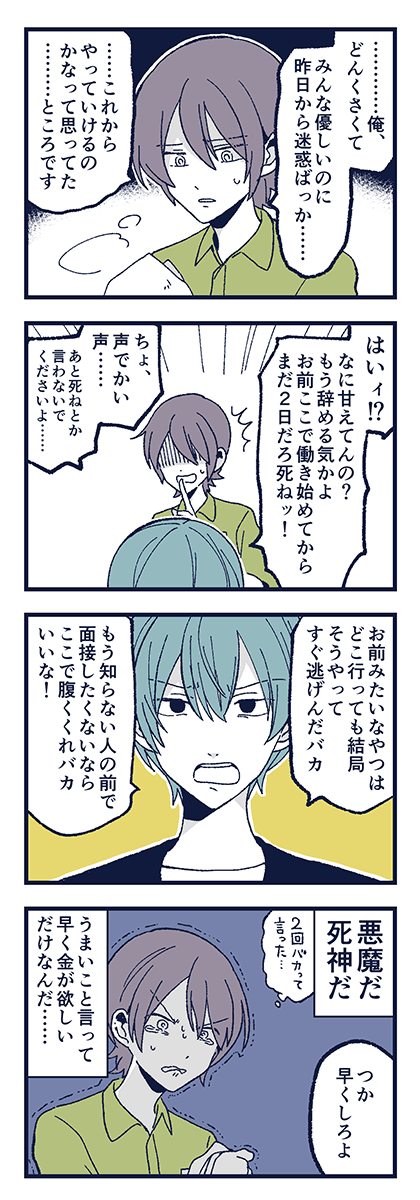 ………俺、
どんくさくて
みんな優しいのに
昨日から迷惑ばっか……
……これから
やっていけるの
かなって思ってた
………ところです
はいィ!?
なに甘えてんの？
もう辞める気かよ
お前ここで働き始めてから
まだ２日だろ死ねッ！
ちょ、
声でかい
声……
あと死ねとか
言わないで
くださいよ……
お前みたいなやつは
どこ行っても結局
そうやって
すぐ逃げんだバカ
もう知らない人の前で
面接したくないなら
ここで腹くくれバカ
いいな！
悪魔だ
死神だ
つか
早くしろよ
２回バカって
言った…
うまいこと言って
早く金が欲しい
だけなんだ……